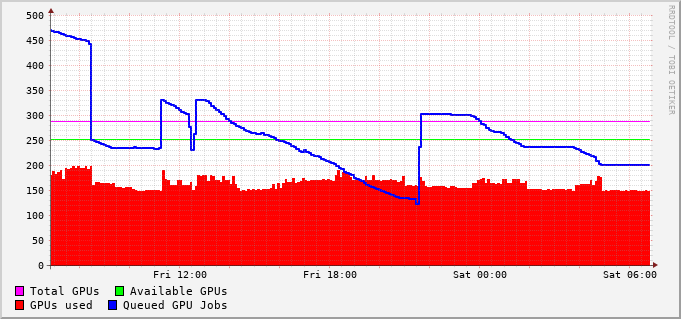 500
450
400
350
300
250
200
150
100
50
0
Fri 12:00 Fri 18:00 Sat 00:00 Sat 06:00
Total GPUs Available GPUs
GPUs used Queued GPU Jobs
RRDTOOL / TOBI OETIKER